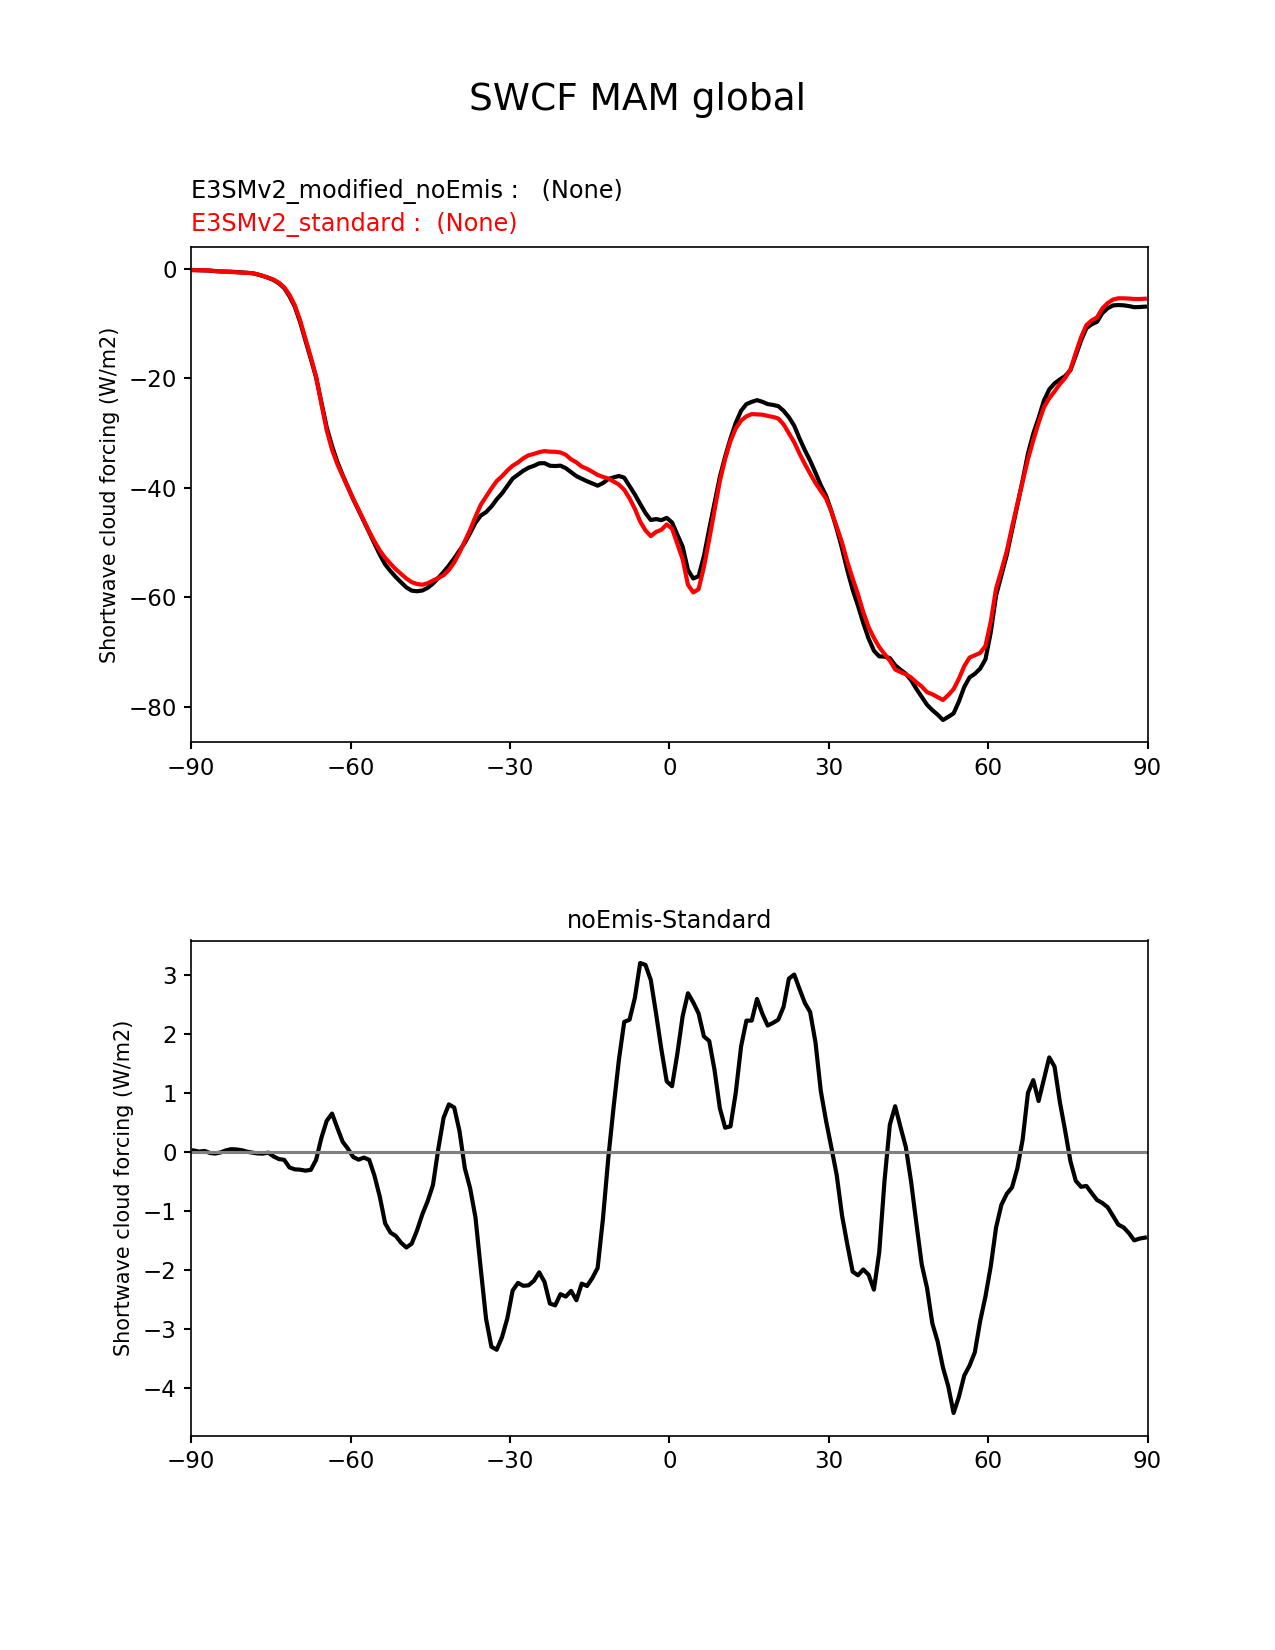 SWCF MAM global
E3SMv2_modified_noEmis :   (None)
E3SMv2_standard :  (None)
0
−20
−40
−60
−80
Shortwave cloud forcing (W/m2)
−90 −60 −30 0 30 60 90
noEmis-Standard
3
2
1
0
−1
−2
−3
−4
Shortwave cloud forcing (W/m2)
−90 −60 −30 0 30 60 90